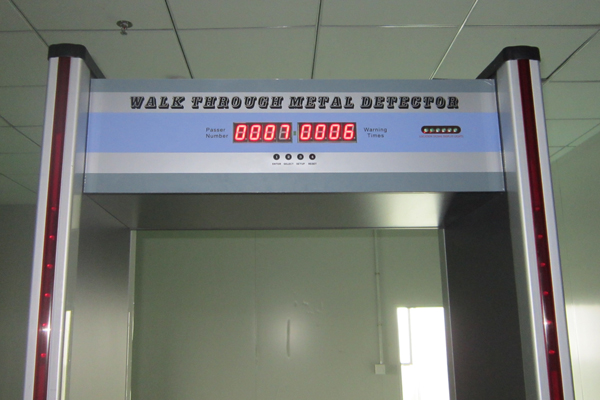 WALK THROUGH METAL DETECTOR
Passer Number 0007 0006 Warning Times